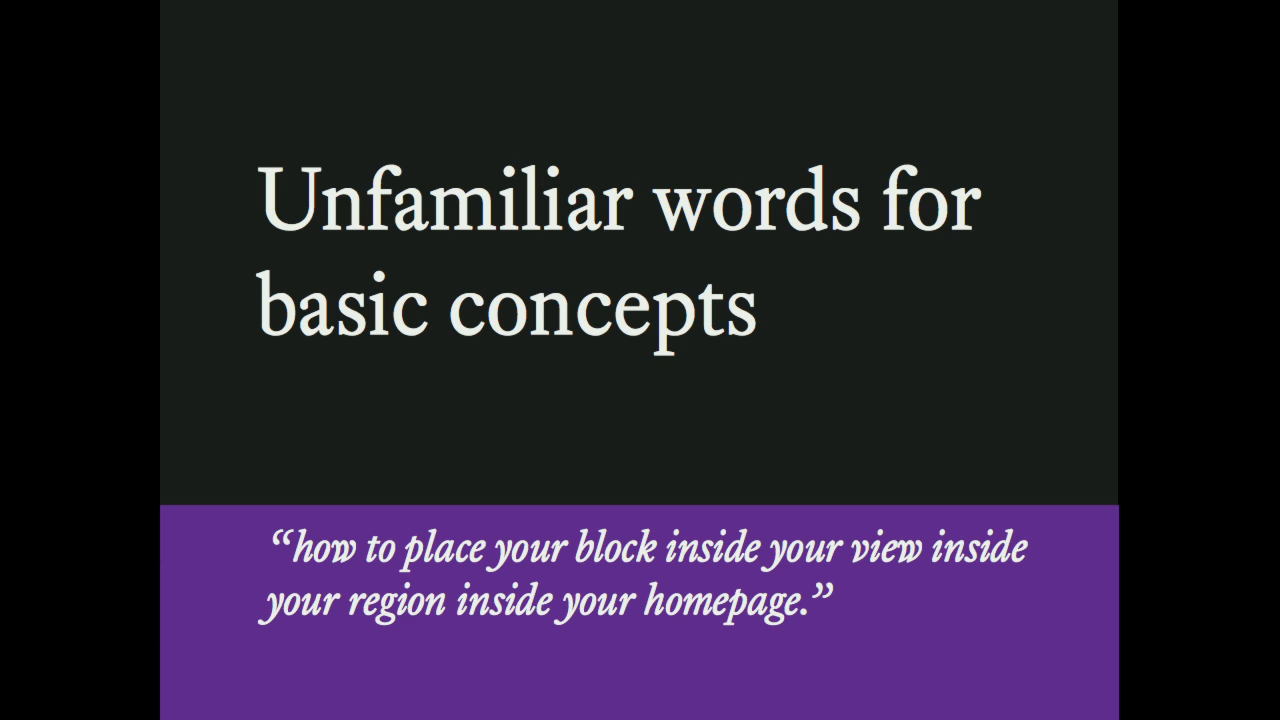 Unfamiliar words for
basic concepts
“how to place your block inside your view inside
your region inside your homepage.”